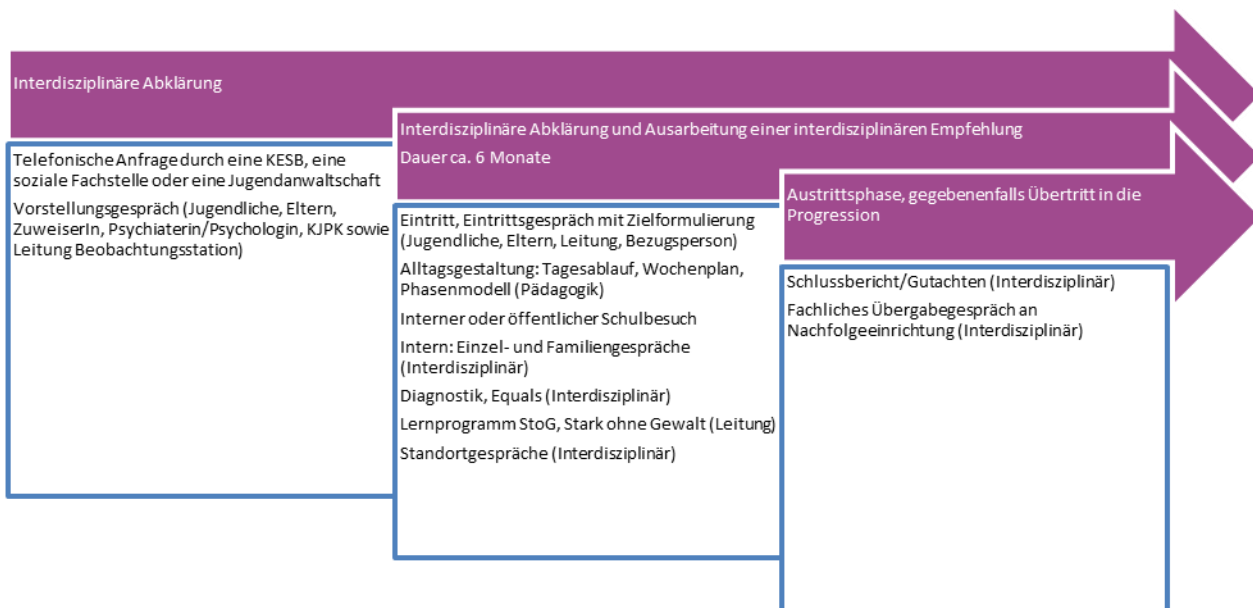 Interdisziplinäre Abklärung
Telefonische Anfrage durch eine KESB, eine
soziale Fachstelle oder eine Jugendanwaltschaft
Vorstellungsgespräch (Jugendliche, Eltern,
ZuweiserIn, Psychiaterin/Psychologin, KJPK sowie
Leitung Beobachtungsstation)
Interdisziplinäre Abklärung und Ausarbeitung einer interdisziplinären Empfehlung
Dauer ca. 6 Monate
Eintritt, Eintrittsgespräch mit Zielformulierung
(Jugendliche, Eltern, Leitung, Bezugsperson)
Alltagsgestaltung: Tagesablauf, Wochenplan,
Phasenmodell (Pädagogik)
Interner oder öffentlicher Schulbesuch
Intern: Einzel- und Familiengespräche
(Interdisziplinär)
Diagnostik, Equals (Interdisziplinär)
Lernprogramm StoG, Stark ohne Gewalt (Leitung)
Standortgespräche (Interdisziplinär)
Austrittsphase, gegebenenfalls Übertritt in die
Progression
Schlussbericht/Gutachten (Interdisziplinär)
Fachliches Übergabegespräch an
Nachfolgeeinrichtung (Interdisziplinär)